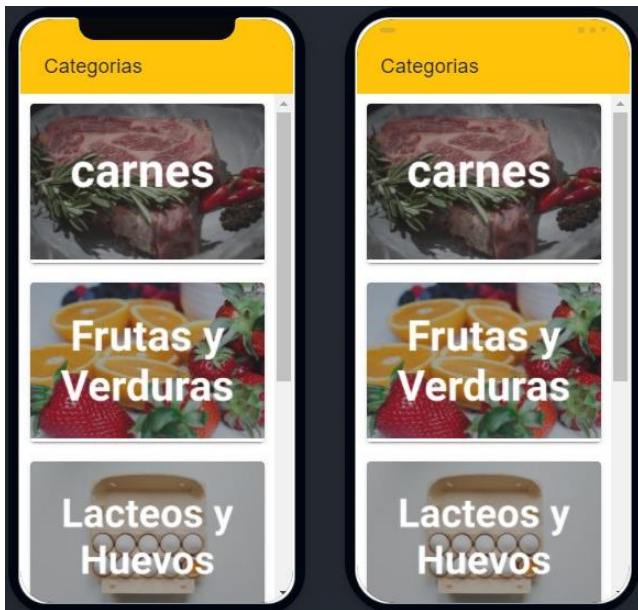 Categorias
carnes
Frutas y
Verduras
Lacteos y
Huevos
Categorias
carnes
Frutas y
Verduras
Lacteos y
Huevos